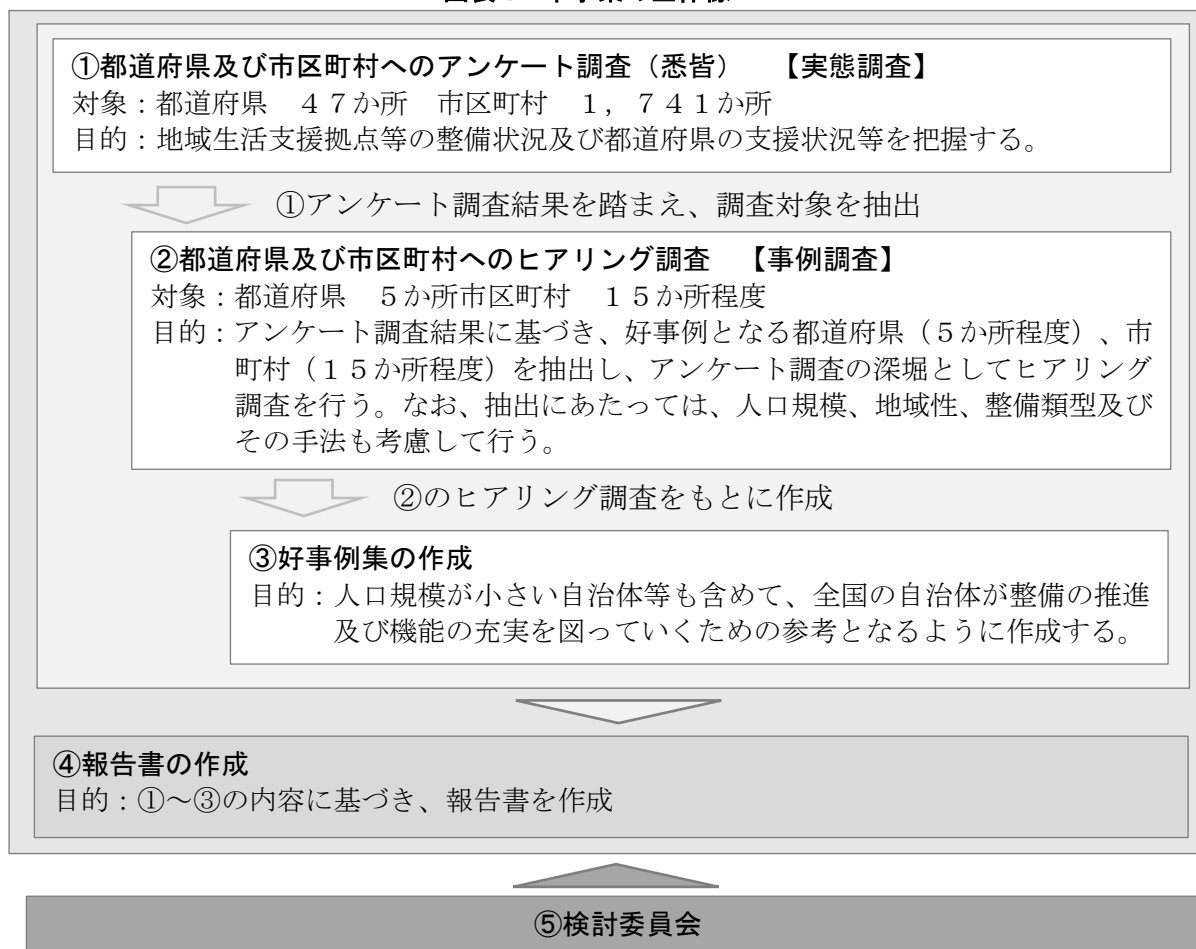 ①都道府県及び市区町村へのアンケート調査（悉皆）　【実態調査】
対象：都道府県　４７か所　市区町村　１，７４１か所
目的：地域生活支援拠点等の整備状況及び都道府県の支援状況等を把握する。
①アンケート調査結果を踏まえ、調査対象を抽出
②都道府県及び市区町村へのヒアリング調査　【事例調査】
対象：都道府県　５か所市区町村　１５か所程度
目的：アンケート調査結果に基づき、好事例となる都道府県（５か所程度）、市
町村（１５か所程度）を抽出し、アンケート調査の深堀としてヒアリング
調査を行う。なお、抽出にあたっては、人口規模、地域性、整備類型及び
その手法も考慮して行う。
②のヒアリング調査をもとに作成
③好事例集の作成
目的：人口規模が小さい自治体等も含めて、全国の自治体が整備の推進
及び機能の充実を図っていくための参考となるように作成する。
④報告書の作成
目的：①～③の内容に基づき、報告書を作成
⑤検討委員会